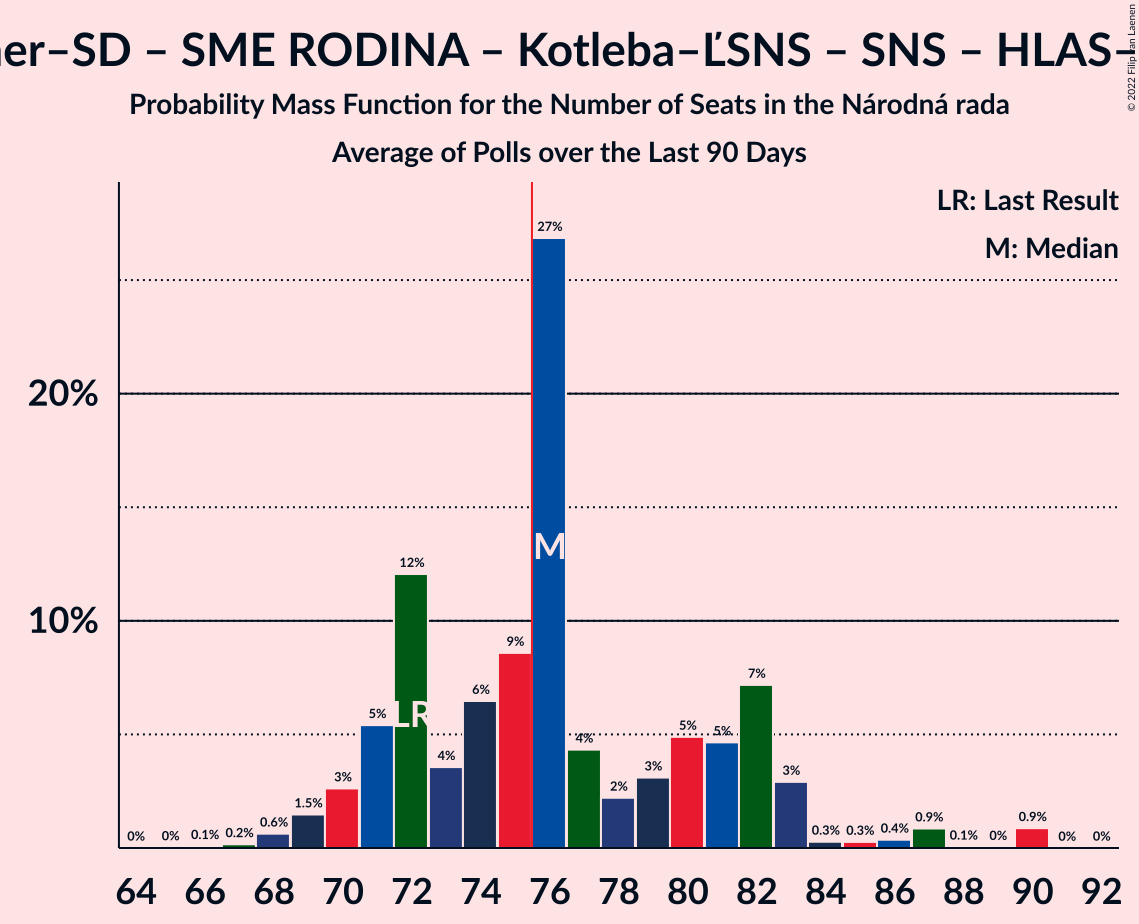 er–SD – SME RODINA – Kotleba–ĽSNS – SNS – HLAS–
Probability Mass Function for the Number of Seats in the Národná rada
Average of Polls over the Last 90 Days
© 2022 Filip van Laenen
LR: Last Result
M: Median
20%
10%
0% 0% 0.1% 0.2% 0.6% 1.5% 3% 5% 12% 4% 6% 9% 27% 4% 2% 3% 5% 5% 7% 3% 0.3% 0.3% 0.4% 0.9% 0.1% 0% 0.9% 0% 0%
LR
M
64 66 68 70 72 74 76 78 80 82 84 86 88 90 92